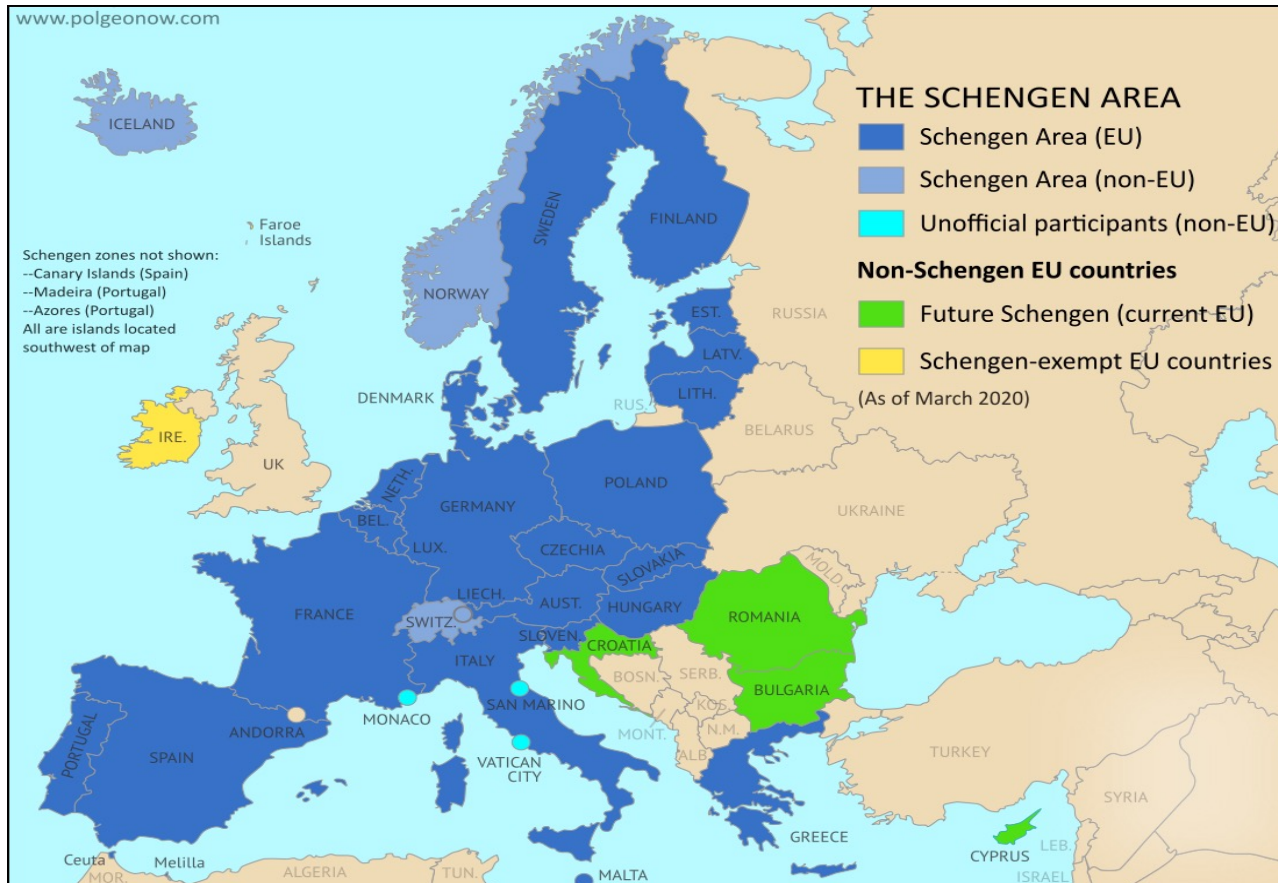 www.polgeonow.com
THE SCHENGEN AREA
Schengen Area (EU)
Schengen Area (non-EU)
Unofficial participants (non-EU)
Non-Schengen EU countries
Future Schengen (current EU)
Schengen-exempt EU countries
(As of March 2020)
ICELAND
Faroe
Islands
Schengen zones not shown:
--Canary Islands (Spain)
--Madeira (Portugal)
--Azores (Portugal)
All are islands located
southwest of map
SWEDEN
FINLAND
NORWAY
RUSSIA
EST.
LATV.
LITH.
DENMARK
RUS.
BELARUS
IRE.
UK
NETH.
BEL.
GERMANY
POLAND
UKRAINE
LUX.
CZECHIA
SLOVAKIA
MOLD.
LIECH.
AUST.
HUNGARY
FRANCE
SWITZ.
ROMANIA
SLOVEN.
CROATIA
ITALY
BOSN.
SERB.
BULGARIA
SAN MARINO
MONACO
ANDORRA
KOS.
MONT.
N.M.
ALB.
VATICAN
CITY
PORTUGAL
SPAIN
TURKEY
SYRIA
GREECE
CYPRUS
LEB.
ISRAEL
Ceuta
Melilla
MOR.
ALGERIA
TUN.
MALTA